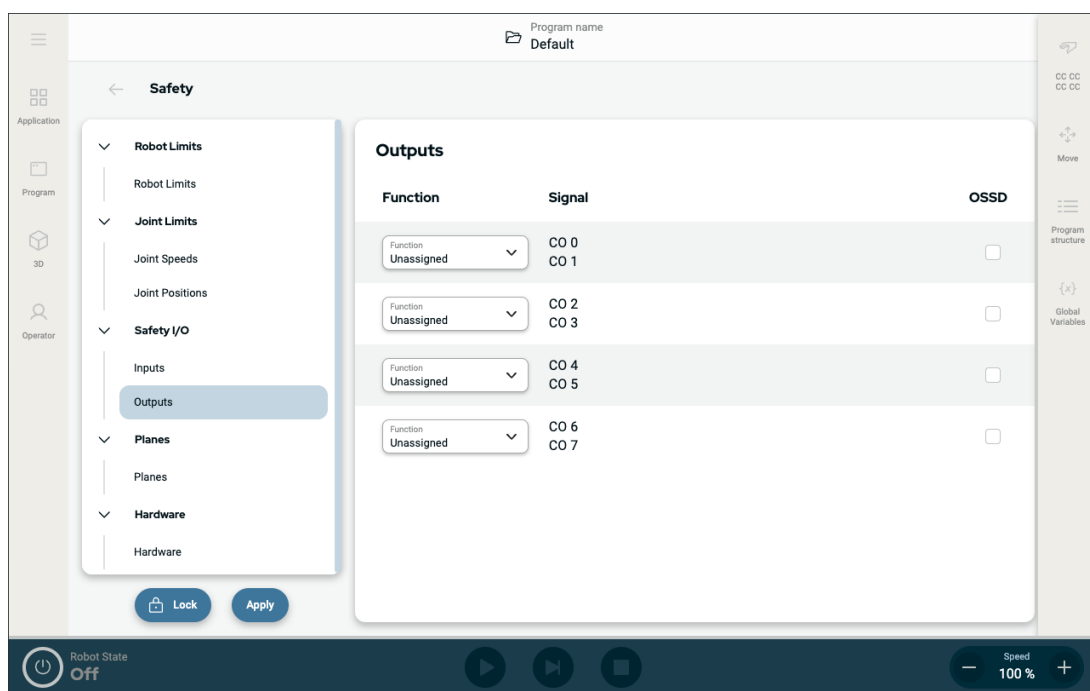 Program name
Default
Safety
Application
Program
3D
Operator
Robot Limits
Robot Limits
Joint Limits
Joint Speeds
Joint Positions
Safety I/O
Inputs
Outputs
Planes
Planes
Hardware
Hardware
Lock
Apply
Outputs
Function
Signal
OSSD
Function
Unassigned
CO 0
CO 1
Function
Unassigned
CO 2
CO 3
Function
Unassigned
CO 4
CO 5
Function
Unassigned
CO 6
CO 7
CC CC
CC CC
Move
Program
structure
{x}
Global
Variables
Robot State
Off
Speed
100 %